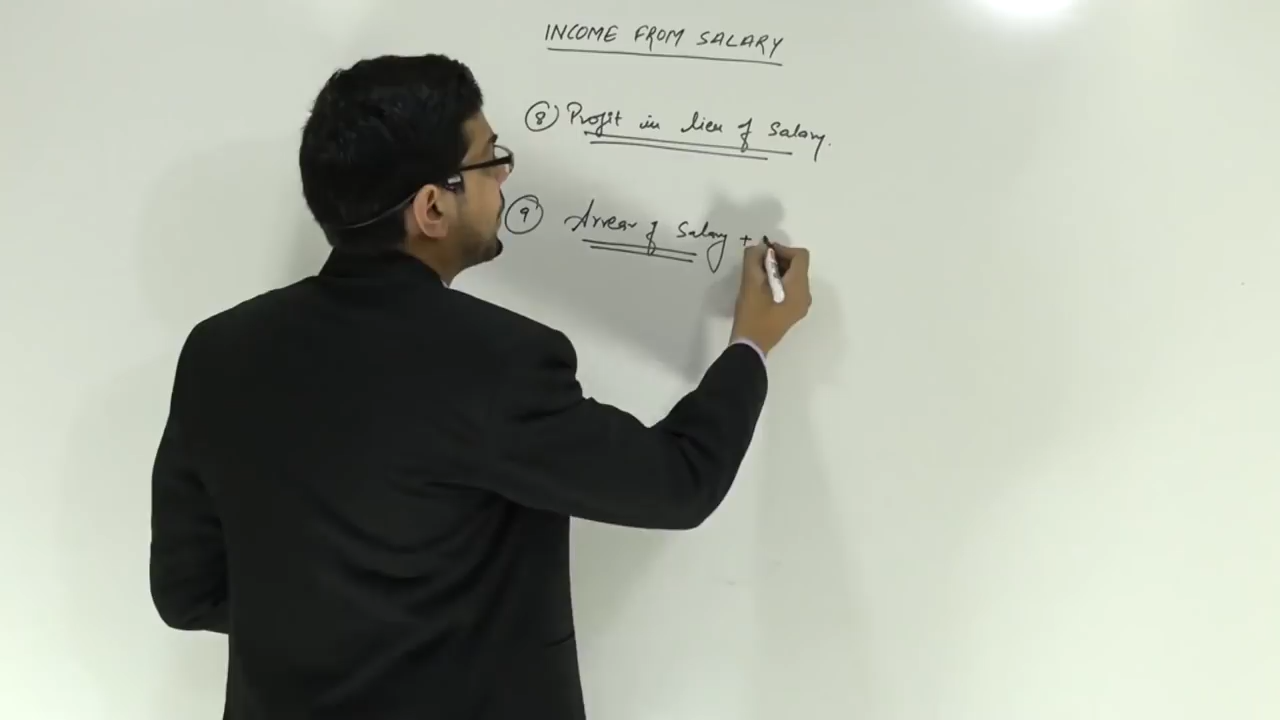 INCOME FROM SALARY
8 Profit in lieu of Salary.
9 Arrear of Salary +